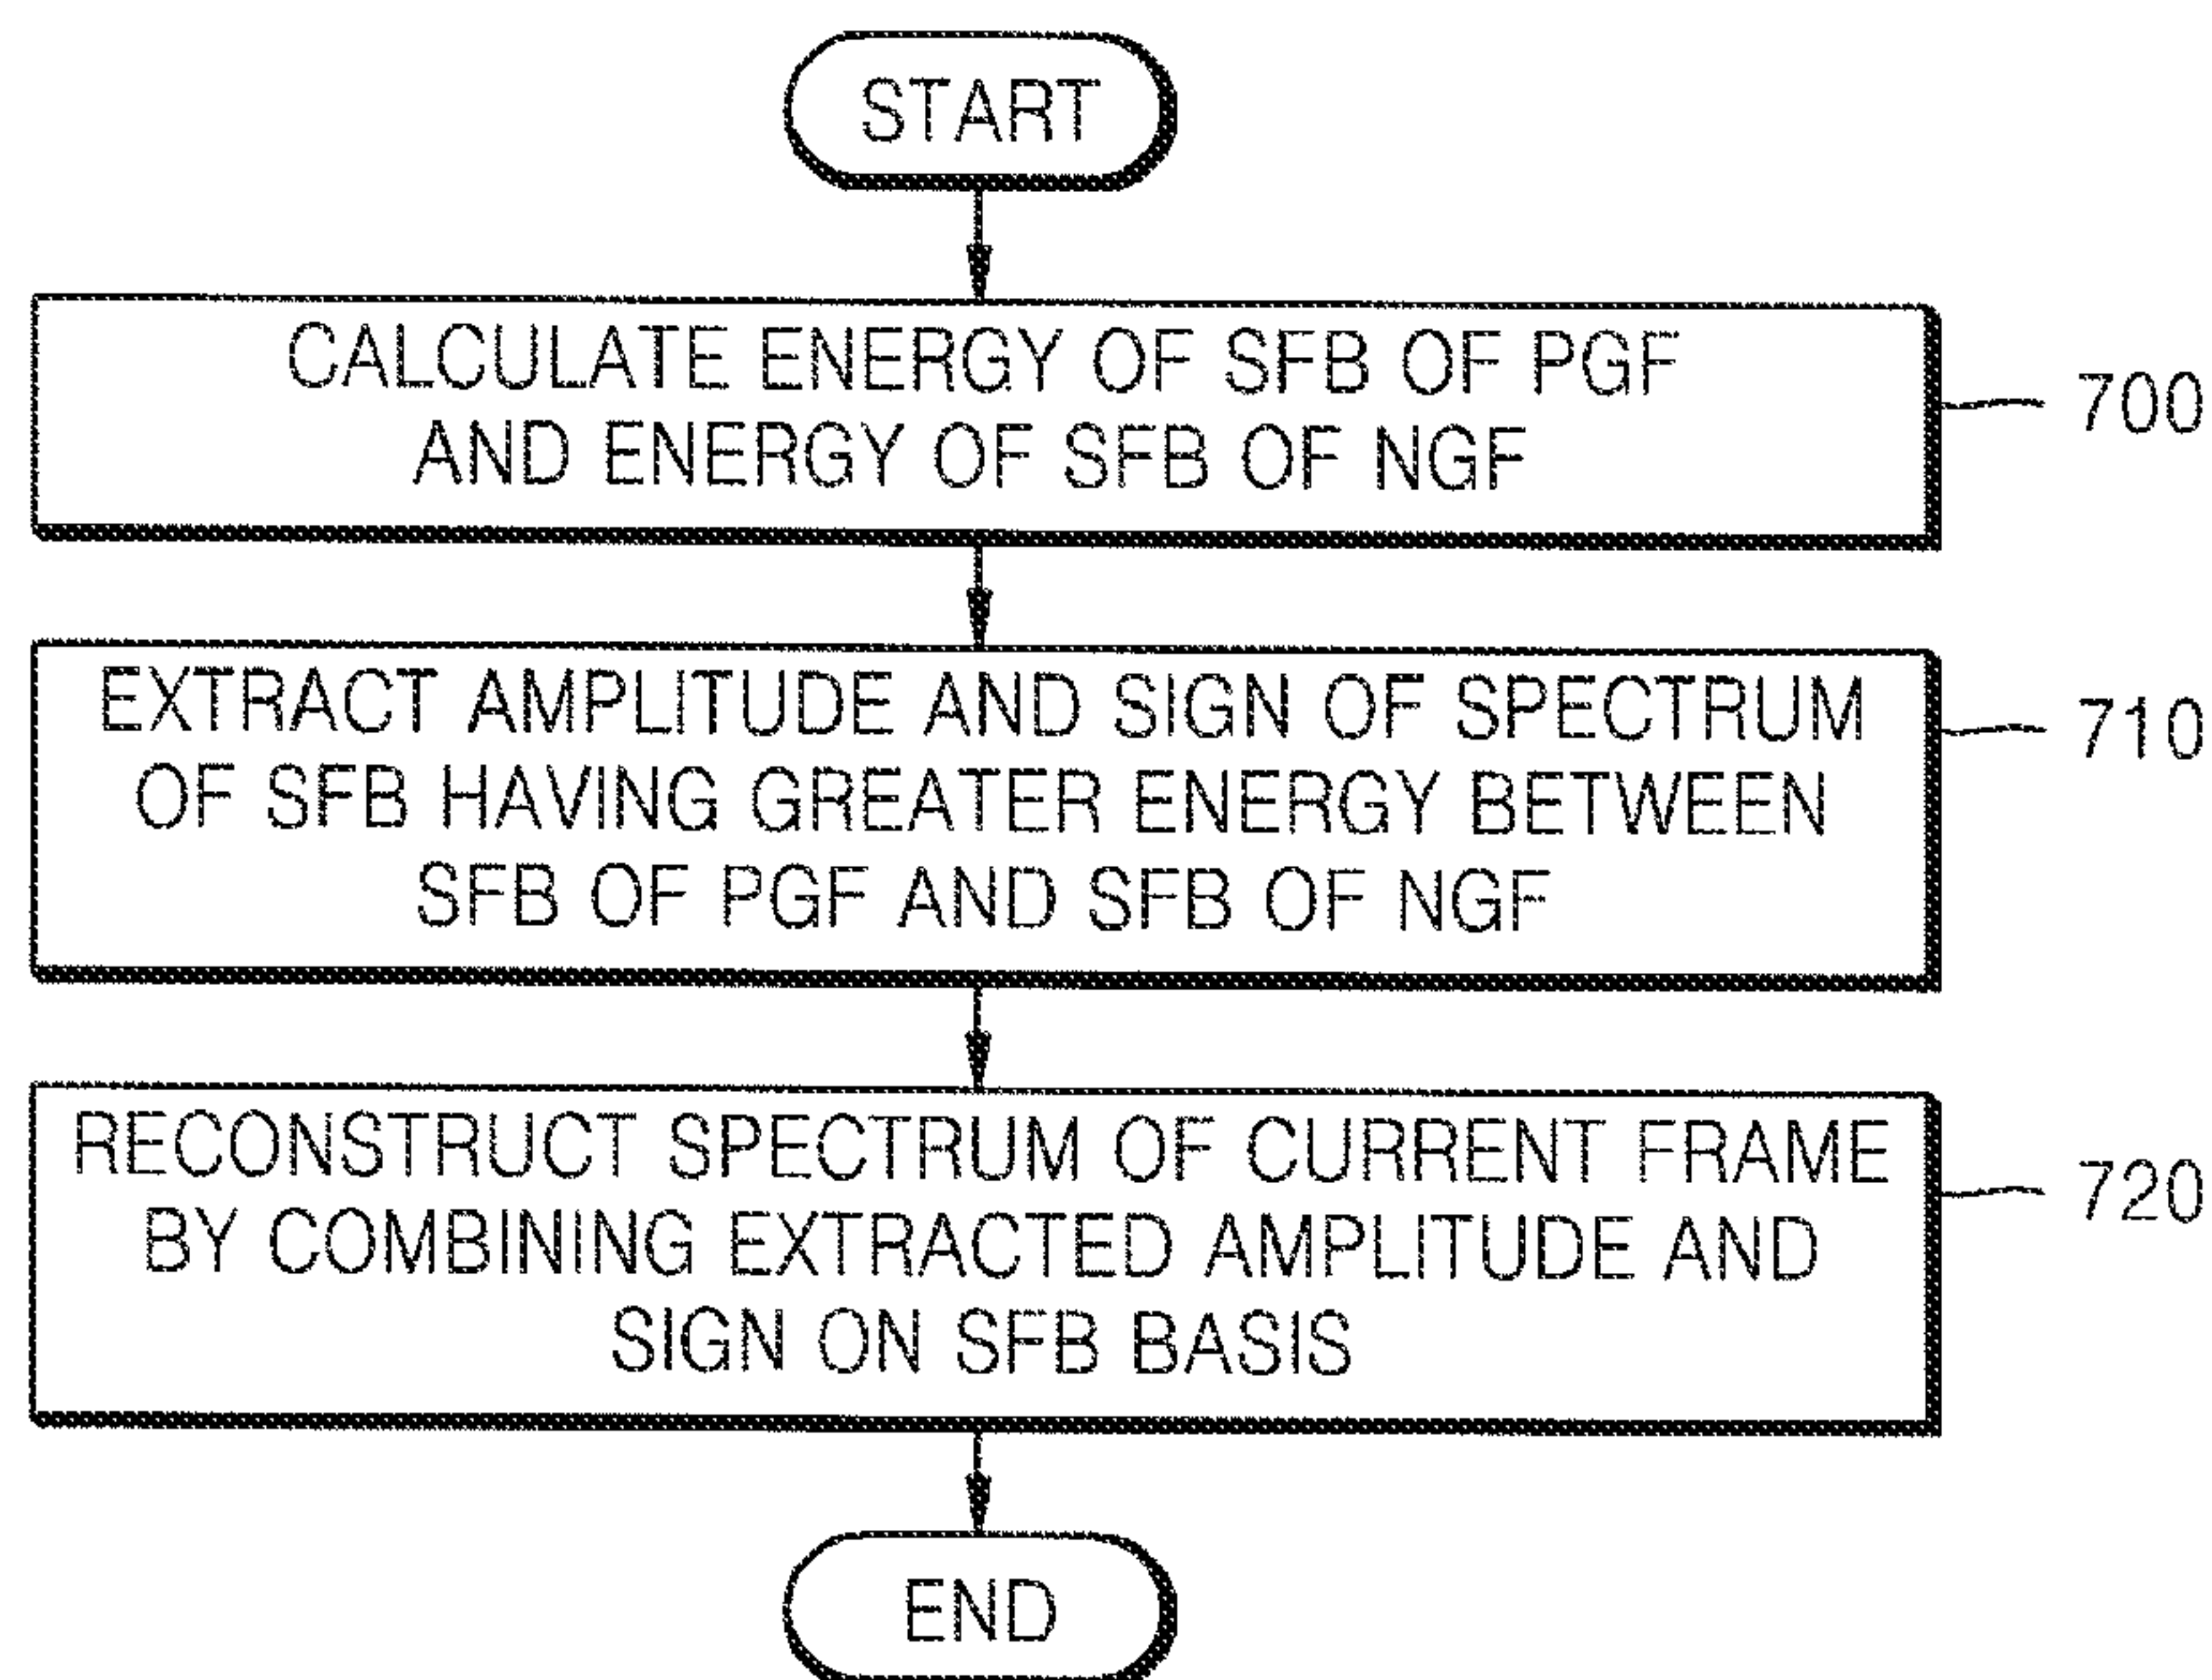 START
CALCULATE ENERGY OF SFB OF PGF
AND ENERGY OF SFB OF NGF
700
EXTRACT AMPLITUDE AND SIGN OF SPECTRUM
OF SFB HAVING GREATER ENERGY BETWEEN
SFB OF PGF AND SFB OF NGF
710
RECONSTRUCT SPECTRUM OF CURRENT FRAME
BY COMBINING EXTRACTED AMPLITUDE AND
SIGN ON SFB BASIS
720
END